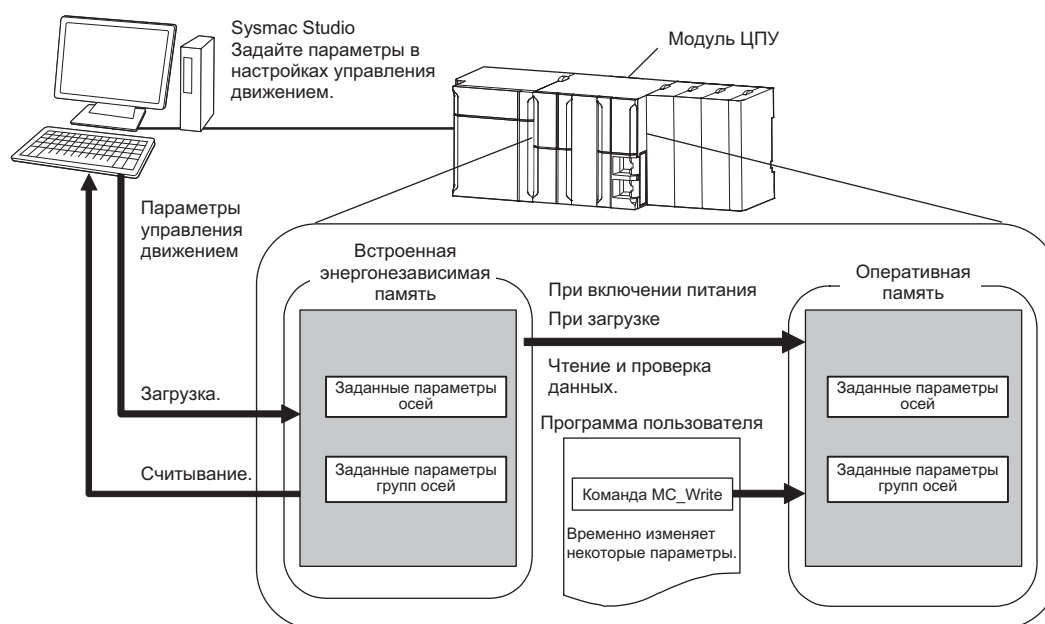 Sysmac Studio
Задайте параметры в
настройках управления
движением.
Модуль ЦПУ
Параметры
управления
движением
Встроенная
энергонезависимая
память
При включении питания
При загрузке
Оперативная
память
Чтение и проверка
данных.
Загрузка.
Заданные параметры
осей
Заданные параметры
осей
Программа пользователя
Считывание.
Заданные параметры
групп осей
Команда MC_Write
Заданные параметры
групп осей
Временно изменяет
некоторые параметры.